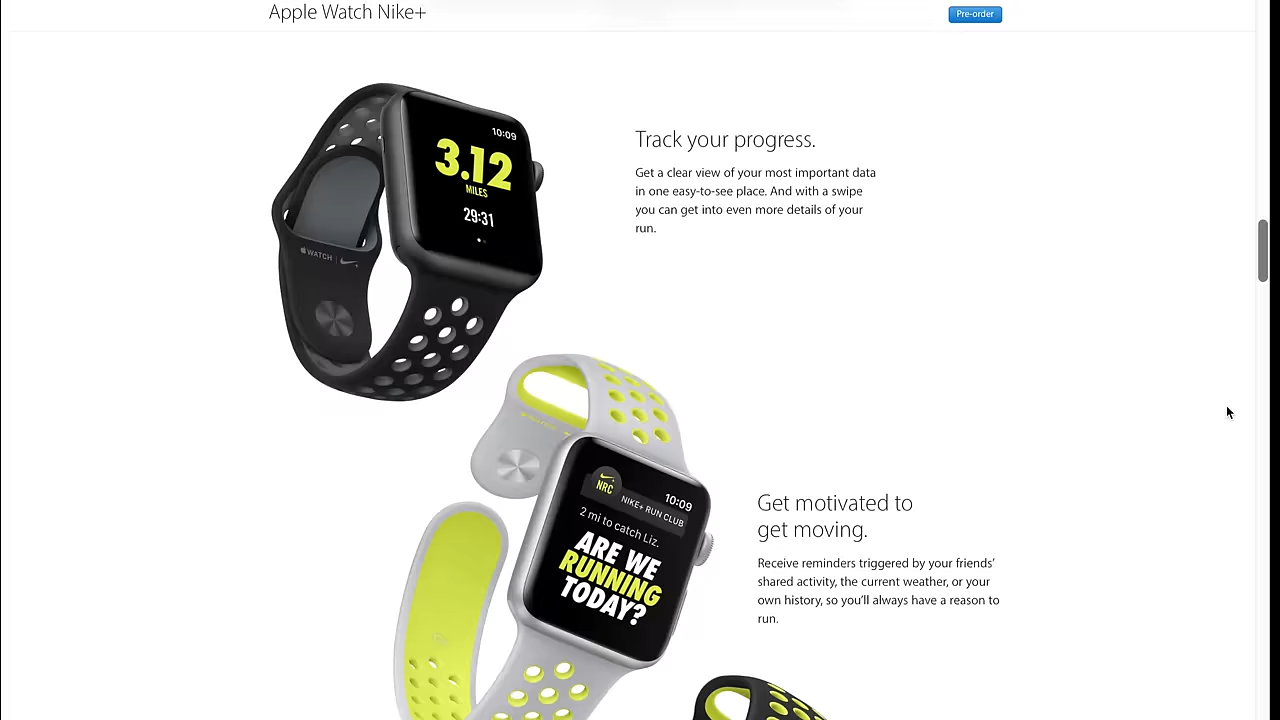 Apple Watch Nike+
Pre-order
10:09
3.12
MILES
29:31
WATCH
Track your progress.
Get a clear view of your most important data
in one easy-to-see place. And with a swipe
you can get into even more details of your
run.
NRC
10:09
NIKE+ RUN CLUB
2 mi to catch Liz.
ARE WE
RUNNING
TODAY?
Get motivated to
get moving.
Receive reminders triggered by your friends’
shared activity, the current weather, or your
own history, so you’ll always have a reason to
run.